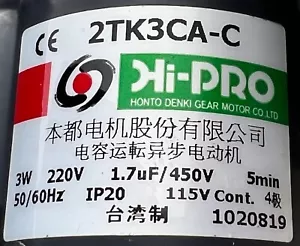 CE 2TK3CA-C
Hi-PRO
HONTO DENKI GEAR MOTOR CO.LTD
本都电机股份有限公司
电容运転异步电动机
3W 220V 1.7uF/450V 5min
50/60Hz IP20 115V Cont. 4极
台湾制 1020819